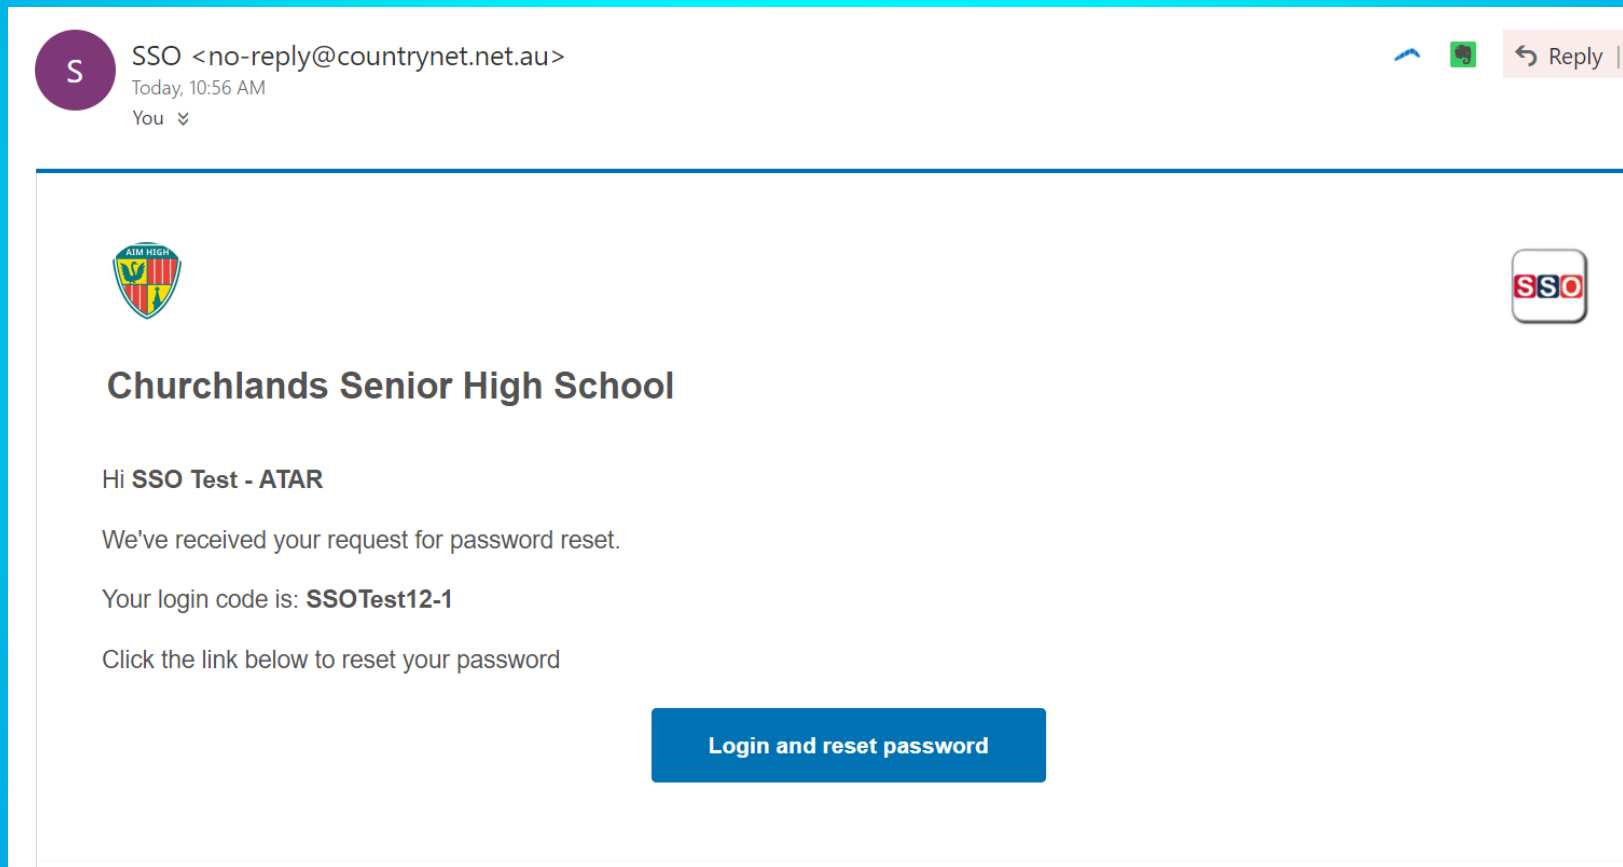 S
SSO <no-reply@countrynet.net.au>
Today, 10:56 AM
You
Reply
AIM HIGH
SSO
Churchlands Senior High School
Hi SSO Test - ATAR
We've received your request for password reset.
Your login code is: SSOTest12-1
Click the link below to reset your password
Login and reset password